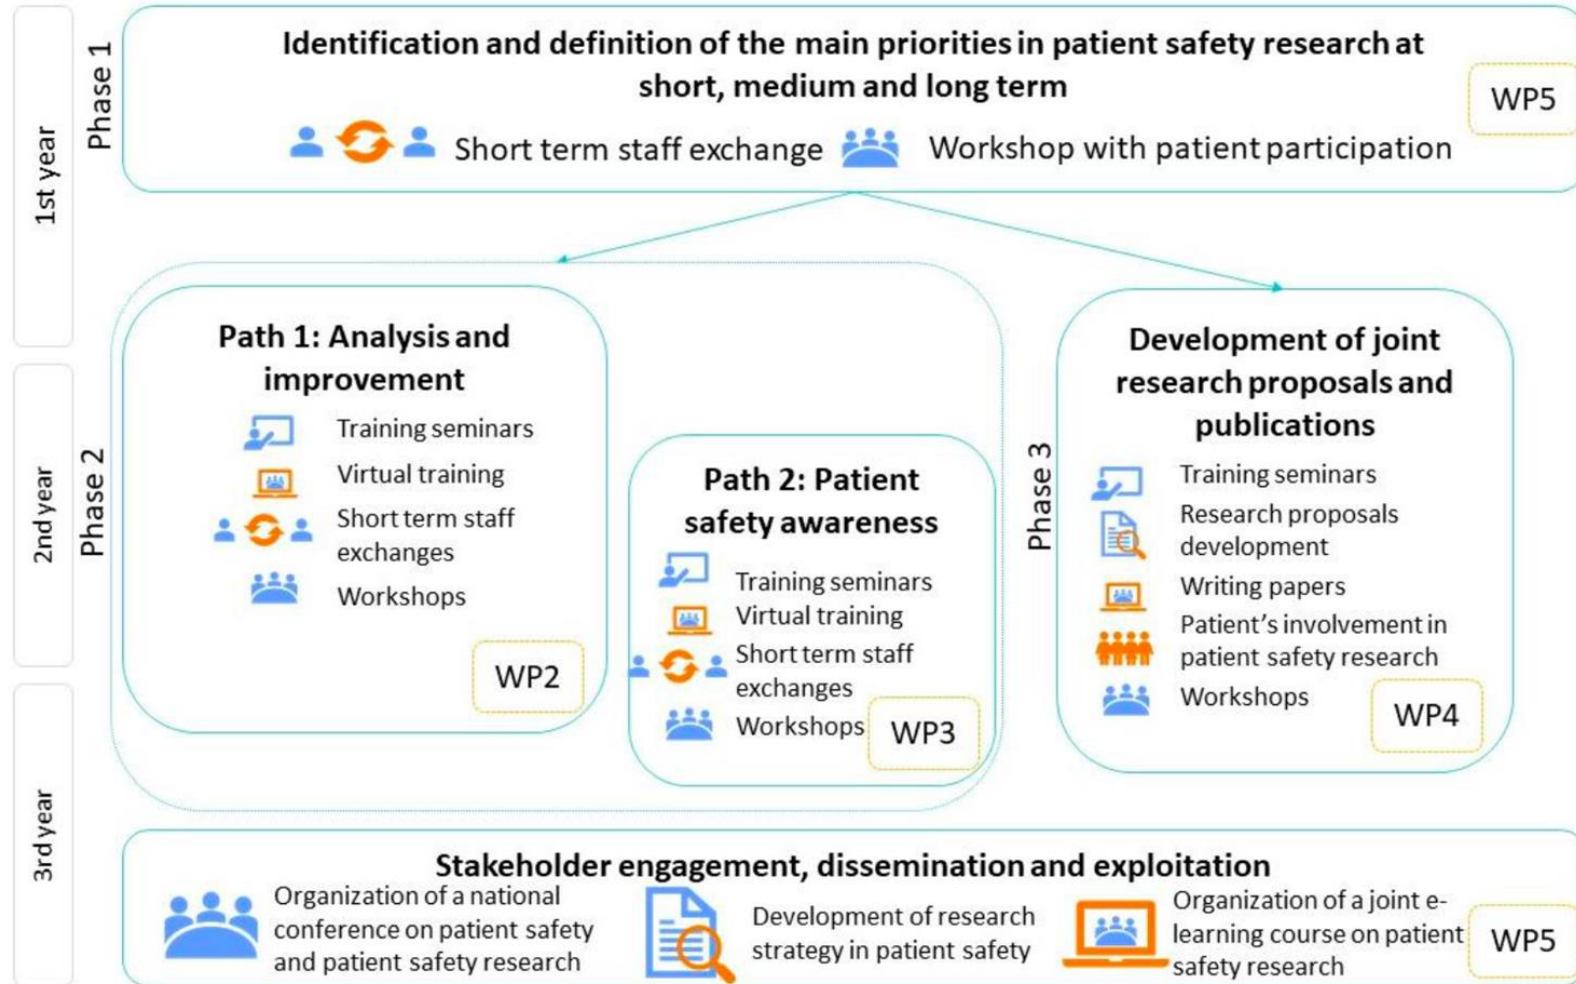 1st year
Phase 1
Identification and definition of the main priorities in patient safety research at
short, medium and long term
WP5
Short term staff exchange
Workshop with patient participation
2nd year
Phase 2
Path 1: Analysis and
improvement
Training seminars
Virtual training
Short term staff
exchanges
Workshops
WP2
Path 2: Patient
safety awareness
Training seminars
Virtual training
Short term staff
exchanges
Workshops
WP3
Phase 3
Development of joint
research proposals and
publications
Training seminars
Research proposals
development
Writing papers
Patient’s involvement in
patient safety research
Workshops
WP4
3rd year
Stakeholder engagement, dissemination and exploitation
Organization of a national
conference on patient safety
and patient safety research
Development of research
strategy in patient safety
Organization of a joint e-
learning course on patient
safety research
WP5